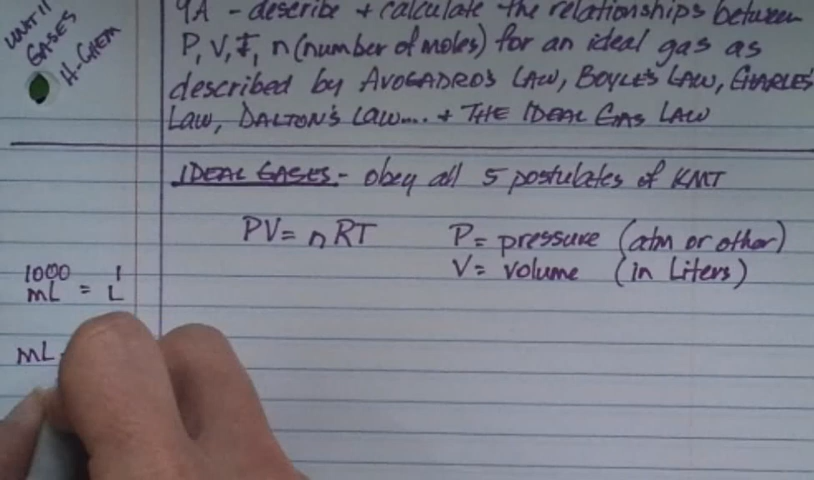 UNIT 11
GASES
H-CHEM
9A - describe + calculate the relationships between
P, V, T, n (number of moles) for an ideal gas as
described by AVOGADRO'S LAW, BOYLE'S LAW, CHARLES'
LAW, DALTON'S LAW.... + THE IDEAL GAS LAW
IDEAL GASES - obey all 5 postulates of KMT
PV = nRT
P = pressure (atm or other)
V = volume (in Liters)
1000 mL = 1 L
mL